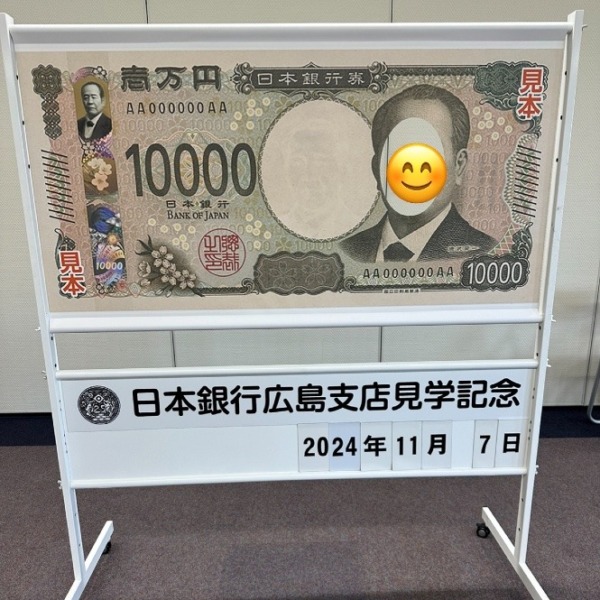 壱万円
日本銀行券
見本
AA000000AA
10000
日本銀行
BANK OF JAPAN
10000
見本
AA000000AA
10000
日本銀行広島支店見学記念
2024年11月 7日